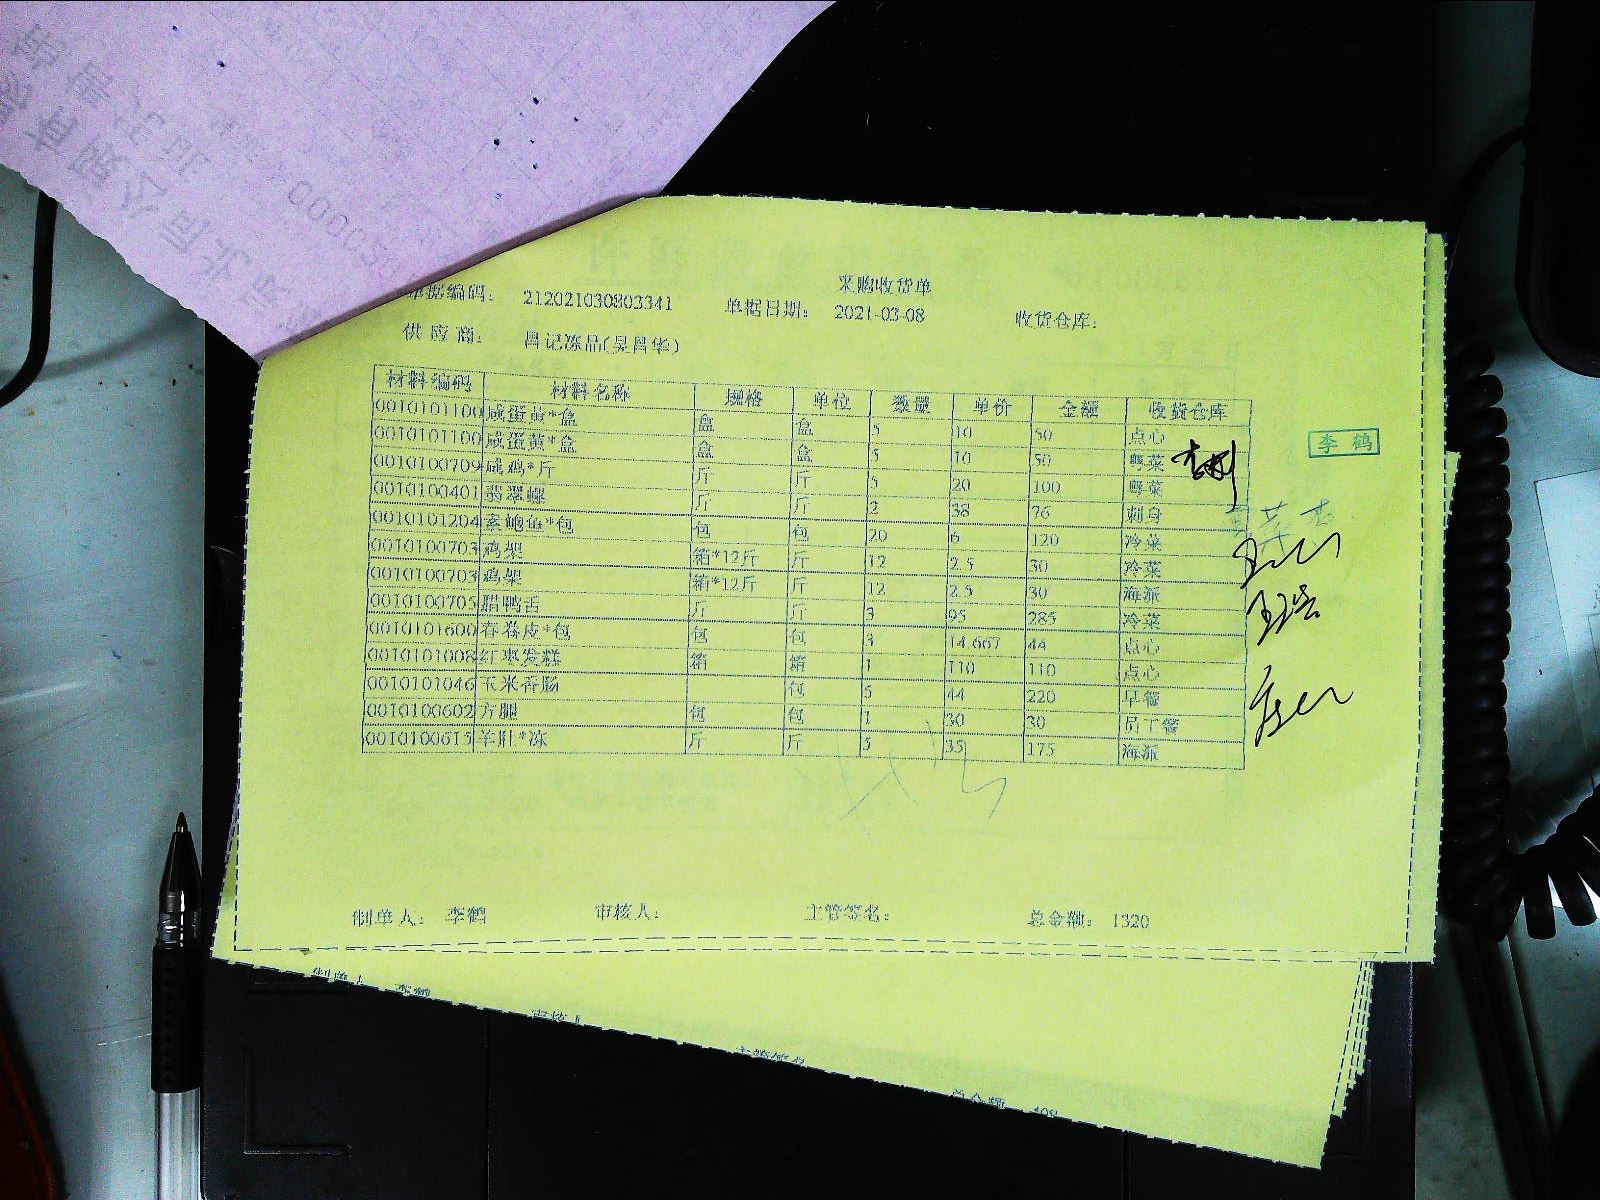 采购收货单
单据编码： 212021030803341 单据日期： 2021-03-08 收货仓库：
供应商： 昌记冻品(吴昌华)
材料编码 材料名称 规格 单位 数量 单价 金额 收货仓库
0010101100 咸蛋黄*盒 盒 盒 5 10 50 点心
0010101100 咸蛋黄*盒 盒 盒 5 10 50 粤菜
0010100709 咸鸡*斤 斤 斤 5 20 100 粤菜
0010100401 翡翠螺 斤 斤 2 38 76 刺身
0010101204 素鲍鱼*包 包 包 20 6 120 冷菜
0010100703 鸡架 箱*12斤 斤 12 2.5 30 冷菜
0010100703 鸡架 箱*12斤 斤 12 2.5 30 海派
0010100705 腊鸭舌 斤 斤 3 95 285 冷菜
0010101600 春卷皮*包 包 包 3 14.667 44 点心
0010101008 红枣发糕 箱 箱 1 110 110 点心
0010101046 玉米香肠 包 5 44 220 早餐
0010100602 方腿 包 包 1 30 30 员工餐
0010100615 羊肚*冻 斤 斤 5 35 175 海派
李鹤
制单人： 李鹤 审核人： 主管签名： 总金额： 1320